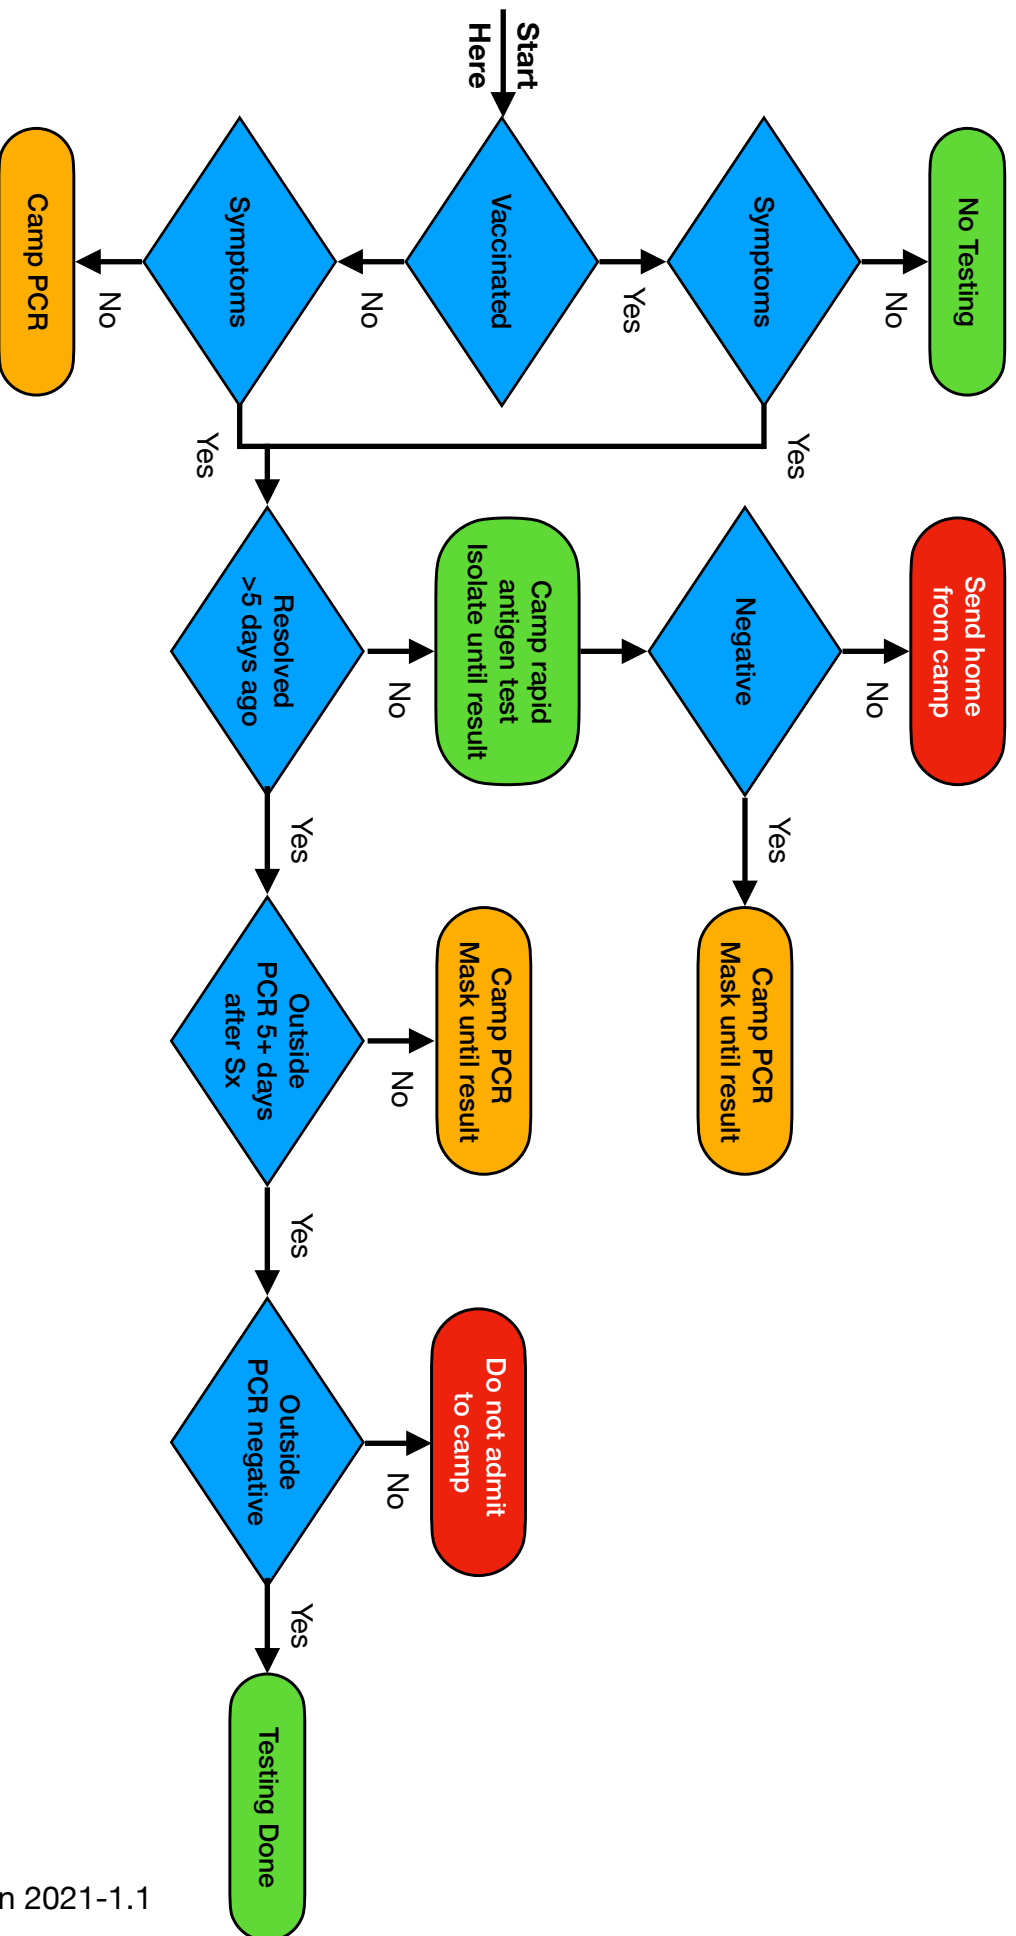 Start
Here
Vaccinated
Yes
Symptoms
No
No Testing
Yes
No
Symptoms
No
Camp PCR
Yes
Resolved
>5 days ago
No
Camp rapid
antigen test
Isolate until result
Negative
No
Send home
from camp
Yes
Camp PCR
Mask until result
Yes
Outside
PCR 5+ days
after Sx
No
Camp PCR
Mask until result
Yes
Outside
PCR negative
No
Do not admit
to camp
Yes
Testing Done
n 2021-1.1